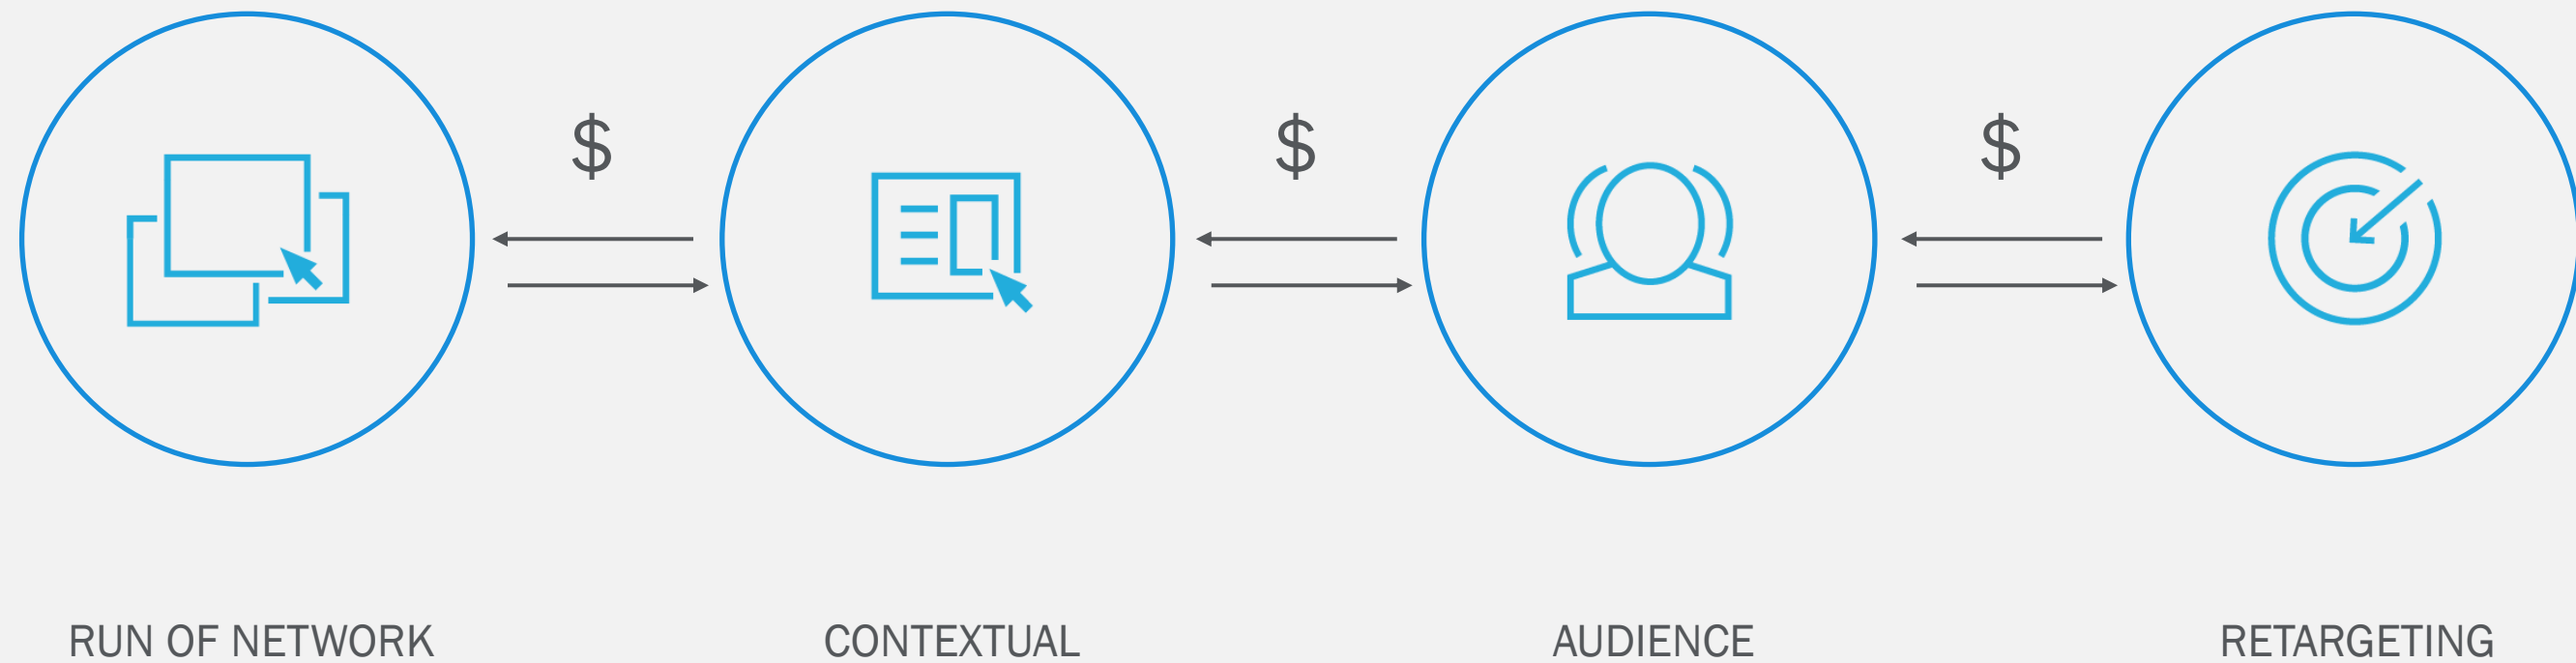 $ $ $
RUN OF NETWORK CONTEXTUAL AUDIENCE RETARGETING